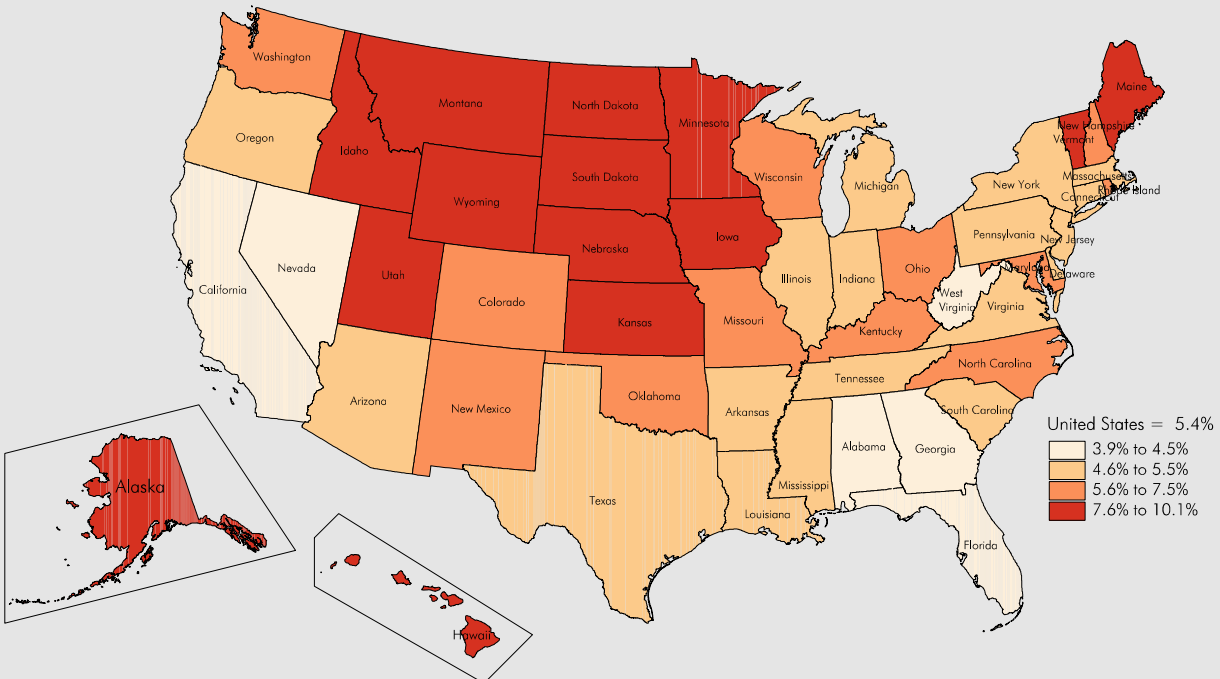 Washington
Montana
North Dakota
Minnesota
Maine
Oregon
Idaho
New Hampshire
Vermont
South Dakota
Wisconsin
Michigan
Massachusetts
New York
Rhode Island
Connecticut
Wyoming
Nebroska
Iowa
Pennsylvania
New Jersey
Nevada
Utah
Ohio
Maryland
Delaware
California
Colorado
Illinois
Indiana
West
Virginia
Virginia
Kansas
Missouri
Kentucky
North Carolina
Arizona
New Mexico
Oklahoma
Tennessee
Arkansas
South Carolina
Alabama
Georgia
Mississippi
Texas
Louisiana
Florida
Alaska
Hawaii
United States = 5.4%
3.9% to 4.5%
4.6% to 5.5%
5.6% to 7.5%
7.6% to 10.1%